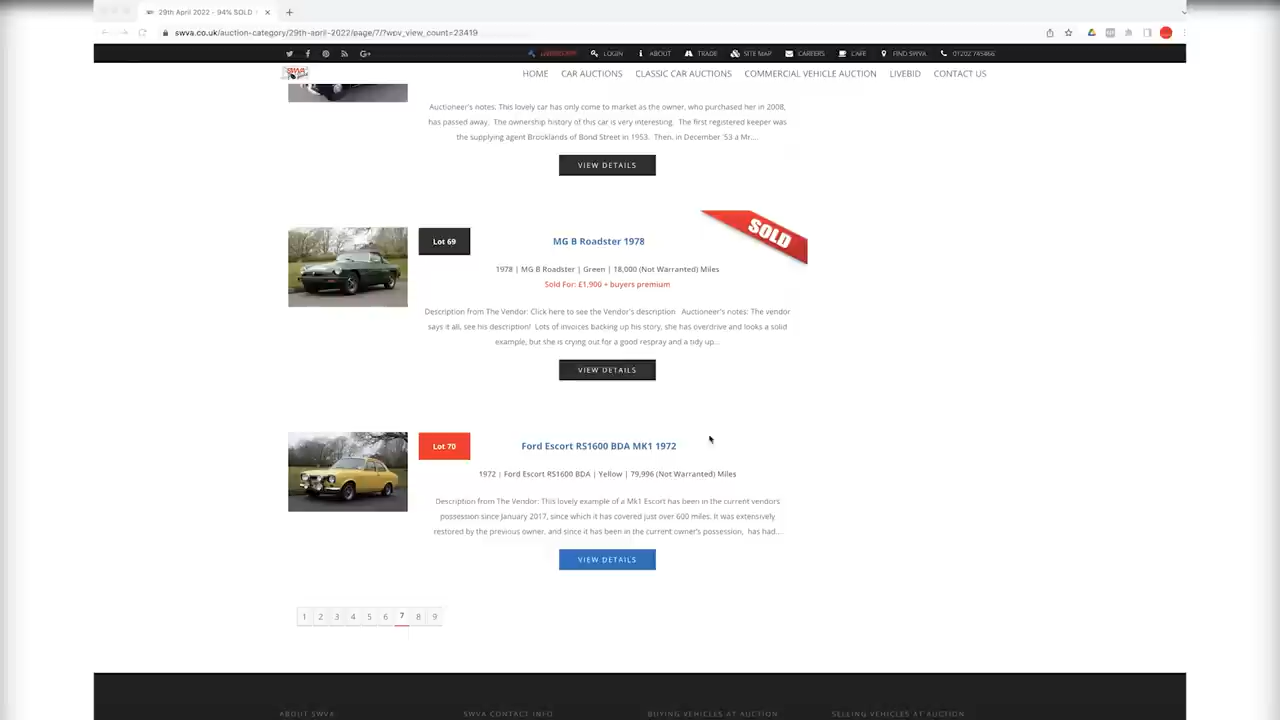 29th April 2022 - 94% SOLD
swva.co.uk/auction-category/29th-april-2022/page/7/?wpv_view_count=23419
LOGIN ABOUT TRADE SITE MAP CAREERS CAFE FIND SWVA 01202 745466
SWVA
HOME CAR AUCTIONS CLASSIC CAR AUCTIONS COMMERCIAL VEHICLE AUCTION LIVEBID CONTACT US
Auctioneer's notes; This lovely car has only come to market as the owner, who purchased her in 2008,
has passed away. The ownership history of this car is very interesting. The first registered keeper was
the supplying agent Brooklands of Bond Street in 1953. Then, in December '53 a Mr....
VIEW DETAILS
SOLD
Lot 69
MG B Roadster 1978
1978 | MG B Roadster | Green | 18,000 (Not Warranted) Miles
Sold For: £1,900 + buyers premium
Description from The Vendor: Click here to see the Vendor's description Auctioneer's notes: The vendor
says it all, see his description! Lots of invoices backing up his story, she has overdrive and looks a solid
example, but she is crying out for a good respray and a tidy up...
VIEW DETAILS
Lot 70
Ford Escort RS1600 BDA MK1 1972
1972 | Ford Escort RS1600 BDA | Yellow | 79,996 (Not Warranted) Miles
Description from The Vendor: This lovely example of a Mk1 Escort has been in the current vendors
possession since January 2017, since which it has covered just over 600 miles. It was extensively
restored by the previous owner, and since it has been in the current owner's possession, has had....
VIEW DETAILS
1 2 3 4 5 6 7 8 9
ABOUT SWVA SWVA CONTACT INFO BUYING VEHICLES AT AUCTION SELLING VEHICLES AT AUCTION